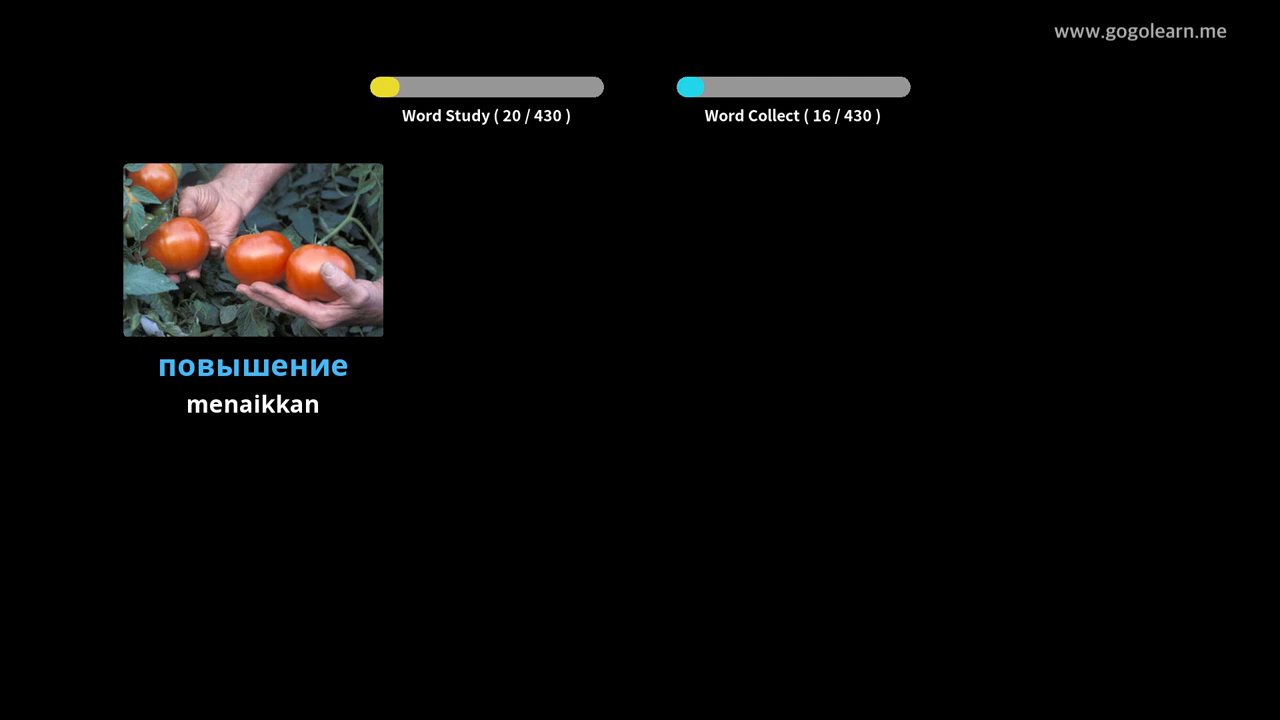 www.gogolearn.me
Word Study ( 20 / 430 )
Word Collect ( 16 / 430 )
повышение
menaikkan